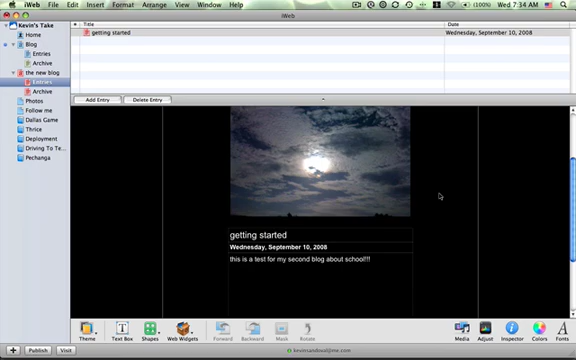 iWeb File Edit Insert Format Arrange View Share Window Help (100%) Wed 7:34 AM
iWeb
Kevin's Take
Home
Blog
Entries
Archive
the new blog
Entries
Archive
Photos
Follow me
Dallas Game
Thrice
Deployment
Driving To Te...
Pechanga
Title Date
getting started Wednesday, September 10, 2008
Add Entry Delete Entry
getting started
Wednesday, September 10, 2008
this is a test for my second blog about school!!!
Theme Text Box Shapes Web Widgets Forward Backward Mask Rotate Media Adjust Inspector Colors Fonts
Publish Visit